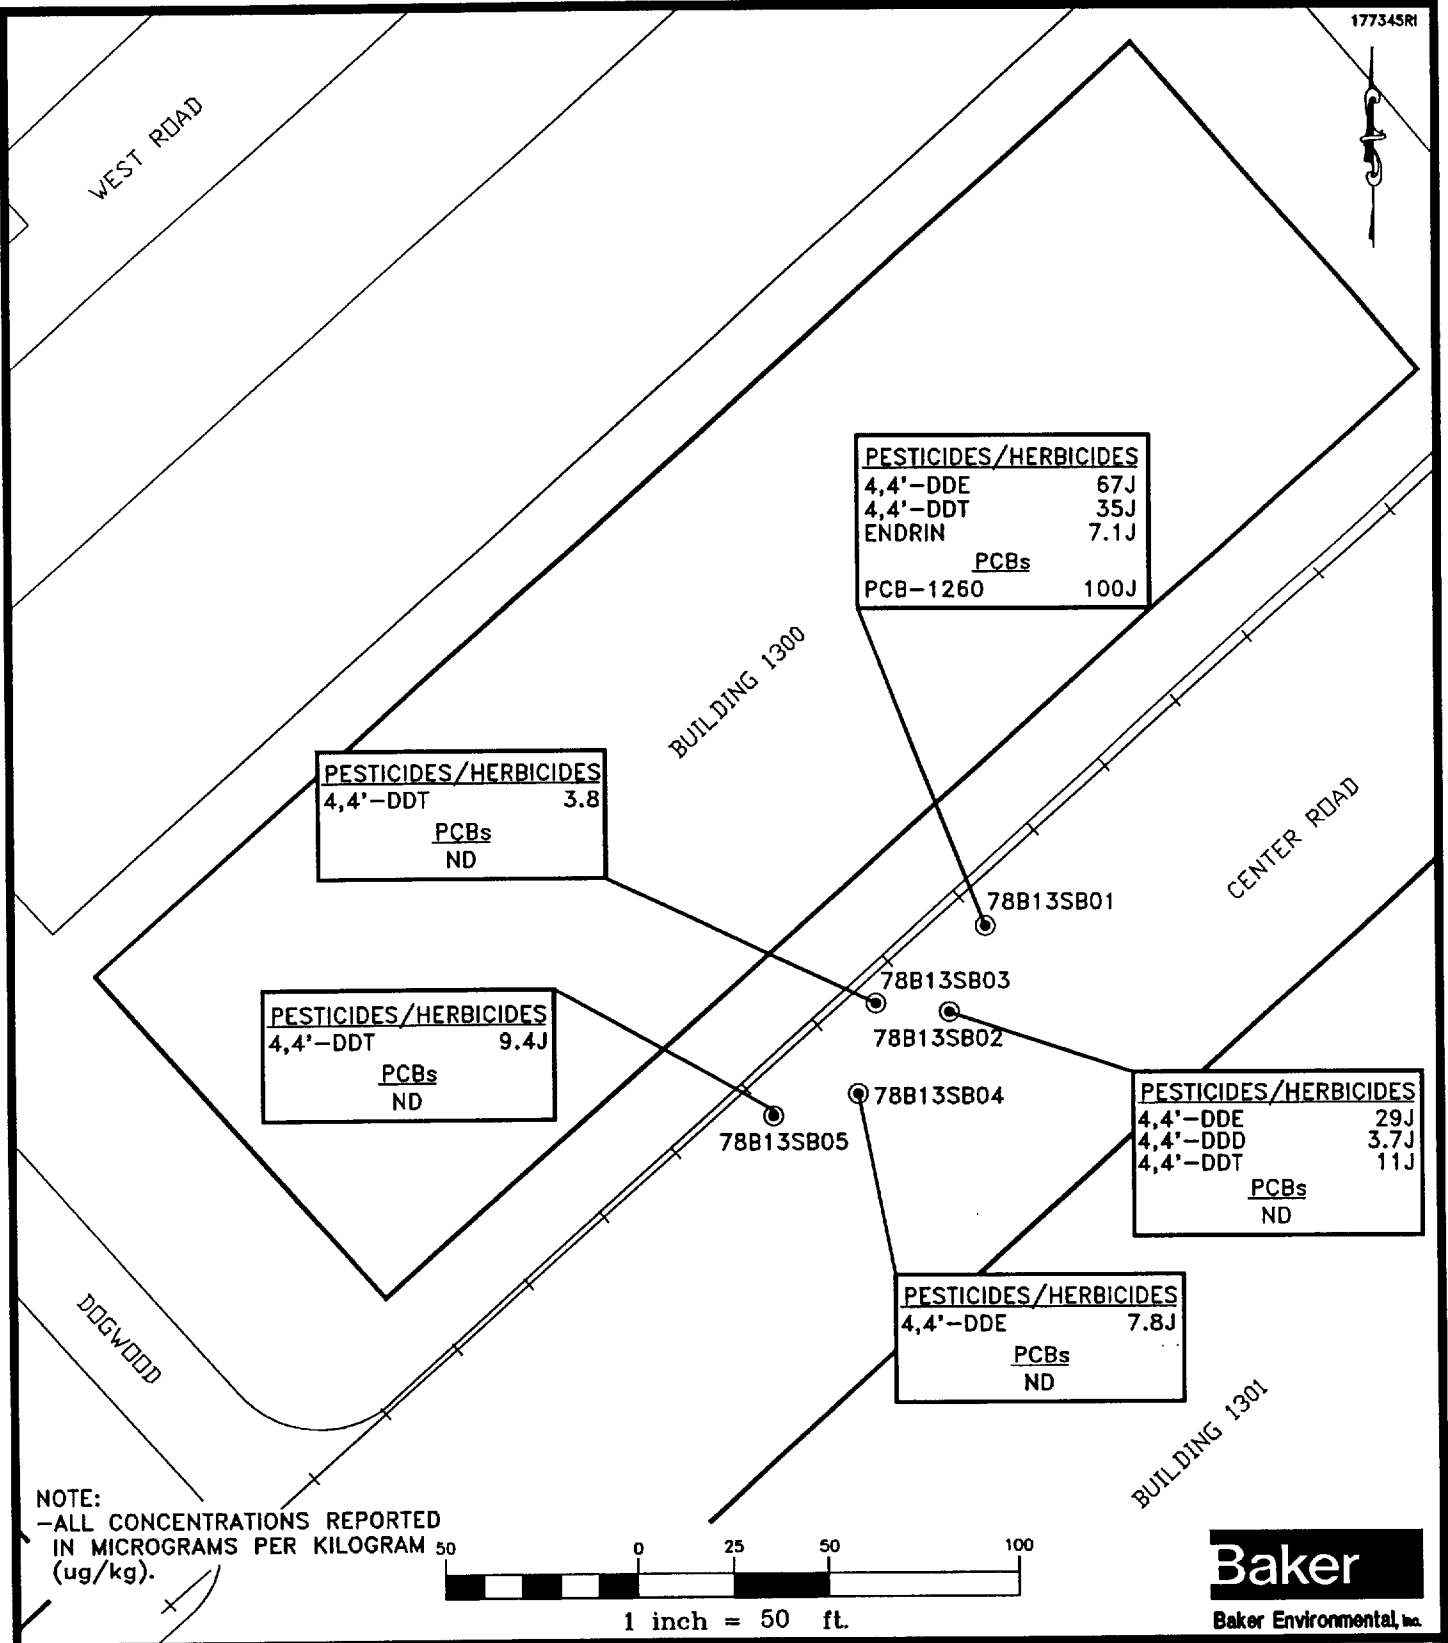 177345RI
WEST ROAD
PESTICIDES/HERBICIDES
4,4'-DDE 67J
4,4'-DDT 35J
ENDRIN 7.1J
PCBs
PCB-1260 100J
BUILDING 1300
PESTICIDES/HERBICIDES
4,4'-DDT 3.8
PCBs
ND
CENTER ROAD
78B13SB01
78B13SB03
78B13SB02
PESTICIDES/HERBICIDES
4,4'-DDT 9.4J
PCBs
ND
78B13SB04
78B13SB05
PESTICIDES/HERBICIDES
4,4'-DDE 29J
4,4'-DDD 3.7J
4,4'-DDT 11J
PCBs
ND
PESTICIDES/HERBICIDES
4,4'-DDE 7.8J
PCBs
ND
DOGWOOD
BUILDING 1301
NOTE:
-ALL CONCENTRATIONS REPORTED
IN MICROGRAMS PER KILOGRAM
(ug/kg).
50 0 25 50 100
1 inch = 50 ft.
Baker
Baker Environmental, Inc.